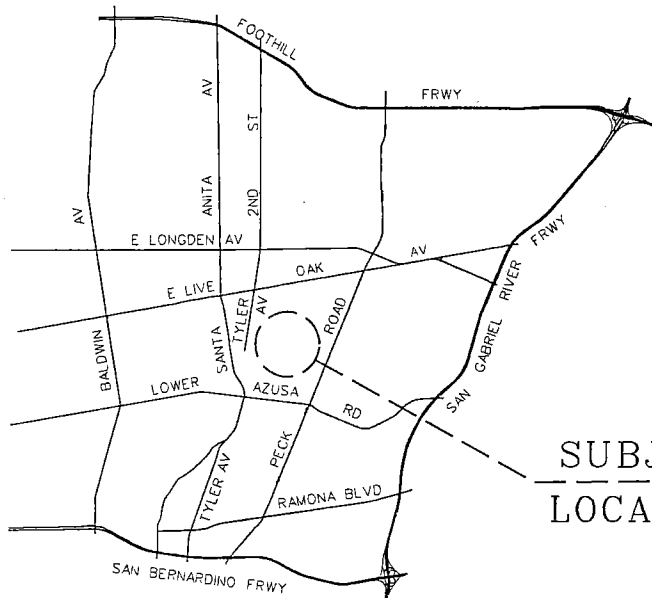 FOOTHILL
FRWY
AV
ANITA
ST
2ND
AV
E LONGDEN AV
E LIVE OAK AV
SAN GABRIEL RIVER FRWY
TYLER AV
SANTA
ROAD
BALDWIN
LOWER AZUSA RD
PECK
TYLER AV
RAMONA BLVD
SAN BERNARDINO FRWY
SUBJ
LOCA